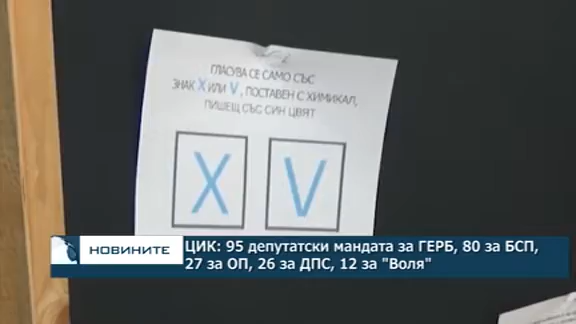 ГЛАСУВА СЕ САМО СЪС
ЗНАК X ИЛИ V, ПОСТАВЕН С ХИМИКАЛ,
ПИШЕЩ СЪС СИН ЦВЯТ
X V
НОВИНИТЕ
ЦИК: 95 депутатски мандата за ГЕРБ, 80 за БСП,
27 за ОП, 26 за ДПС, 12 за "Воля"